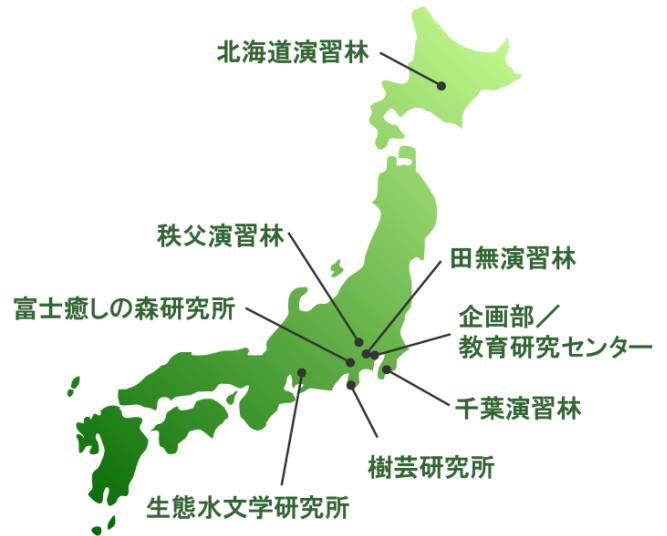 北海道演習林
秩父演習林
田無演習林
富士癒しの森研究所
企画部／
教育研究センター
千葉演習林
樹芸研究所
生態水文学研究所